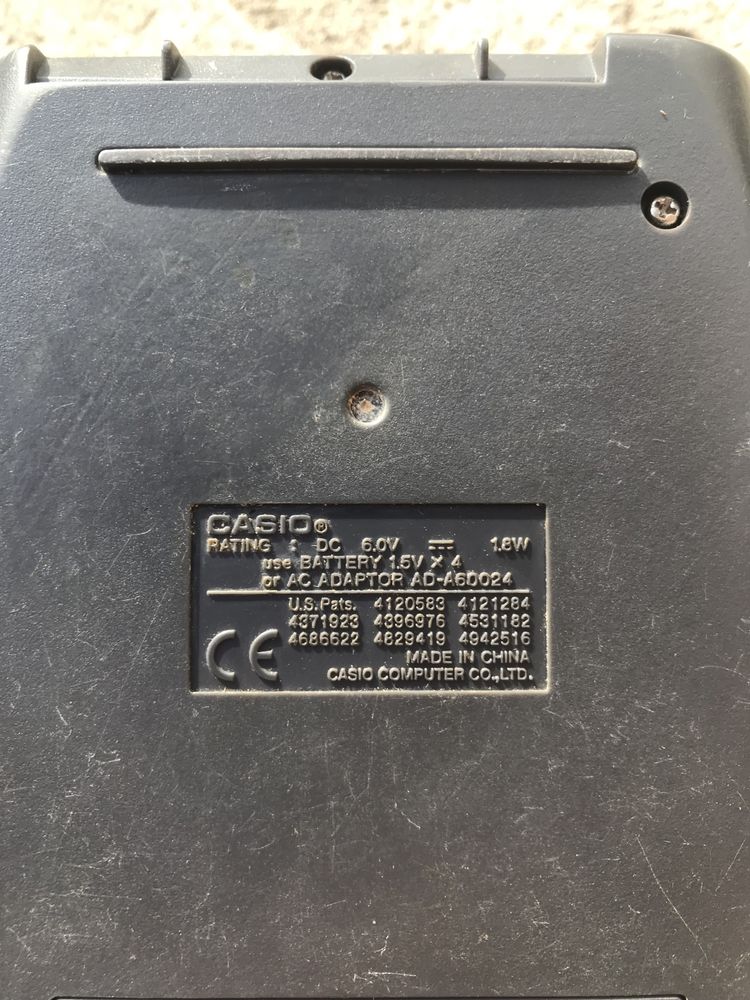 CASIO®
RATING : DC 6.0V ⎓ 1.8W
use BATTERY 1.5V × 4
or AC ADAPTOR AD-A60024
U.S. Pats. 4120583 4121284
4371923 4396976 4531182
4686622 4829419 4942516
CE
MADE IN CHINA
CASIO COMPUTER CO.,LTD.